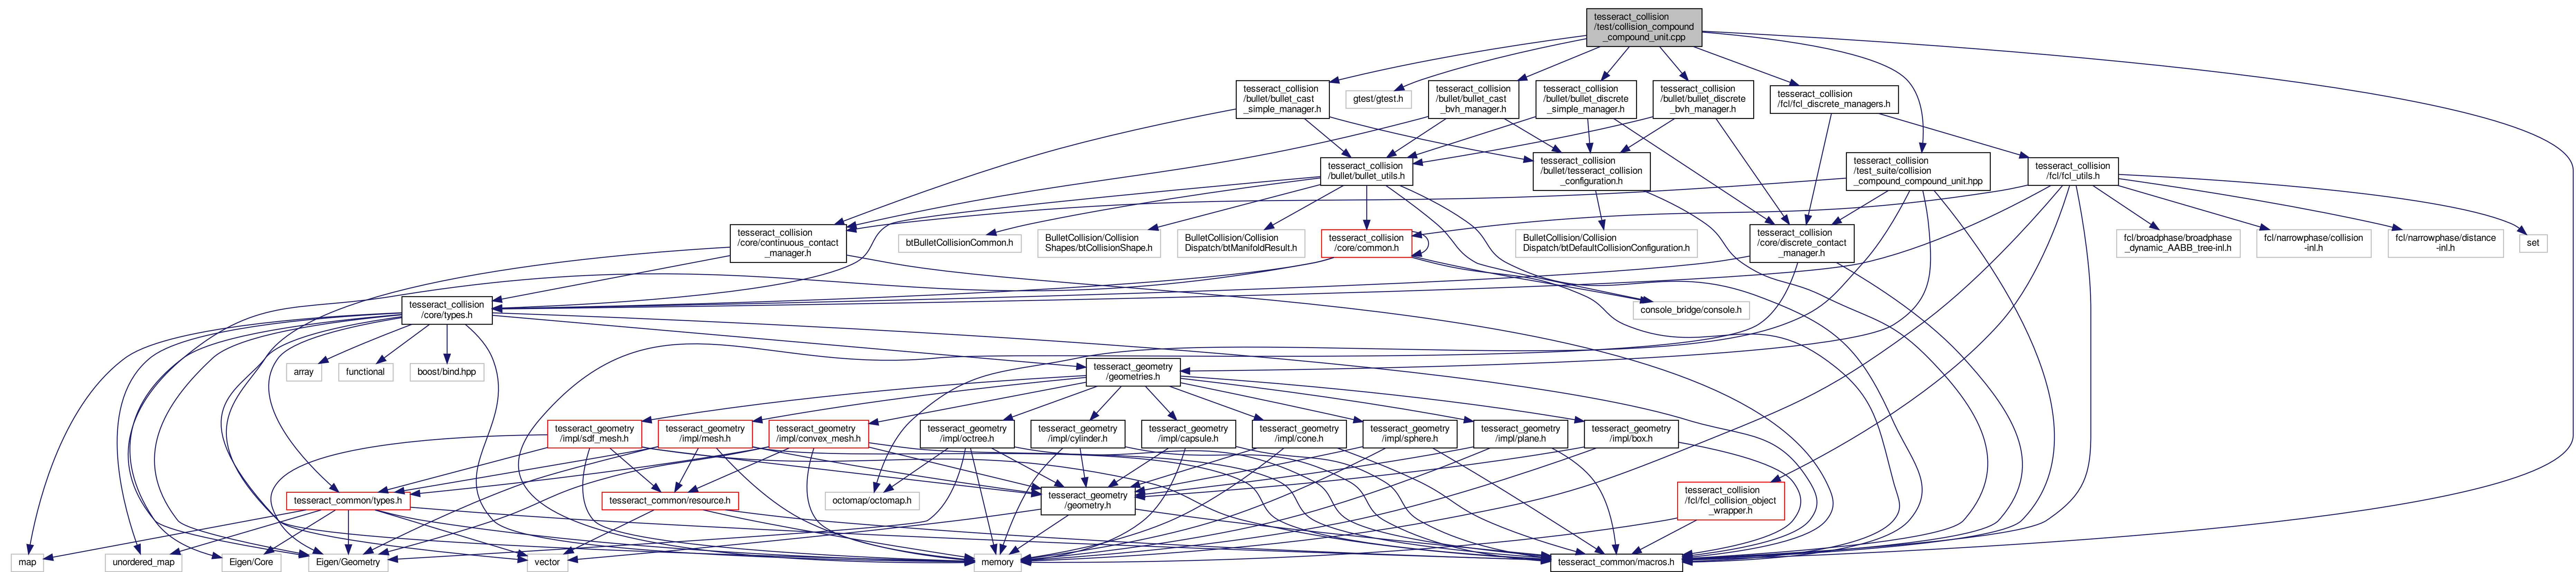 tesseract_collision
/test/collision_compound
_compound_unit.cpp
tesseract_collision
/bullet/bullet_cast
_simple_manager.h
gtest/gtest.h
tesseract_collision
/bullet/bullet_cast
_bvh_manager.h
tesseract_collision
/bullet/bullet_discrete
_simple_manager.h
tesseract_collision
/bullet/bullet_discrete
_bvh_manager.h
tesseract_collision
/fcl/fcl_discrete_managers.h
tesseract_collision
/bullet/bullet_utils.h
tesseract_collision
/bullet/tesseract_collision
_configuration.h
tesseract_collision
/test_suite/collision
_compound_compound_unit.hpp
tesseract_collision
/fcl/fcl_utils.h
tesseract_collision
/core/continuous_contact
_manager.h
btBulletCollisionCommon.h
BulletCollision/Collision
Shapes/btCollisionShape.h
BulletCollision/Collision
Dispatch/btManifoldResult.h
tesseract_collision
/core/common.h
BulletCollision/Collision
Dispatch/btDefaultCollisionConfiguration.h
tesseract_collision
/core/discrete_contact
_manager.h
fcl/broadphase/broadphase
_dynamic_AABB_tree-inl.h
fcl/narrowphase/collision
-inl.h
fcl/narrowphase/distance
-inl.h
set
tesseract_collision
/core/types.h
console_bridge/console.h
array
functional
boost/bind.hpp
tesseract_geometry
/geometries.h
tesseract_geometry
/impl/sdf_mesh.h
tesseract_geometry
/impl/mesh.h
tesseract_geometry
/impl/convex_mesh.h
tesseract_geometry
/impl/octree.h
tesseract_geometry
/impl/cylinder.h
tesseract_geometry
/impl/capsule.h
tesseract_geometry
/impl/cone.h
tesseract_geometry
/impl/sphere.h
tesseract_geometry
/impl/plane.h
tesseract_geometry
/impl/box.h
tesseract_common/types.h
tesseract_common/resource.h
octomap/octomap.h
tesseract_geometry
/geometry.h
tesseract_collision
/fcl/fcl_collision_object
_wrapper.h
map
unordered_map
Eigen/Core
Eigen/Geometry
vector
memory
tesseract_common/macros.h